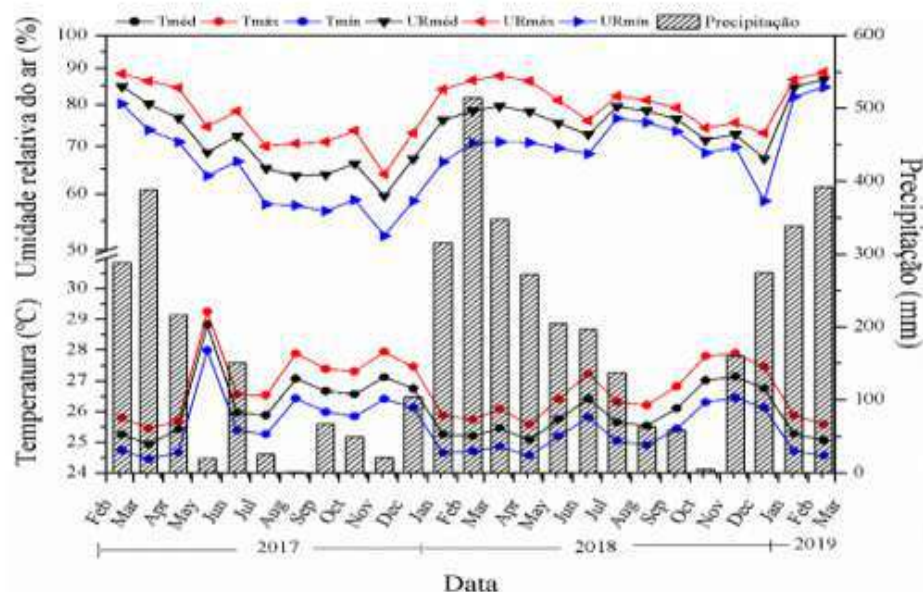 Tméd Tmáx Tmín URméd URmáx URmín Precipitação
Umidade relativa do ar (%)
100
90
80
70
60
50
Temperatura (ºC)
30
29
28
27
26
25
24
Precipitação (mm)
600
500
400
300
200
100
0
Feb Mar Apr May Jun Jul Aug Sep Oct Nov Dec Jan Feb Mar Apr May Jun Jul Aug Sep Oct Nov Dec Jan Feb Mar
2017 2018 2019
Data